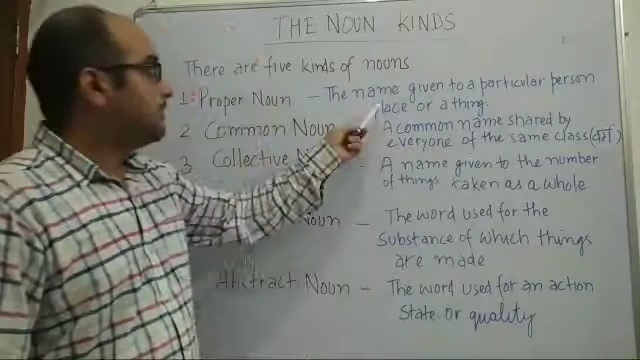 THE NOUN KINDS
There are five kinds of nouns
1 Proper Noun - The name given to a particular person
lace or a thing.
2 Common Noun A common name shared by
everyone of the same class (वर्ग)
3 Collective N - A name given to the number
of things taken as a whole
Noun - The word used for the
Substance of which things
are made
Abstract Noun - The word used for an action
State or quality